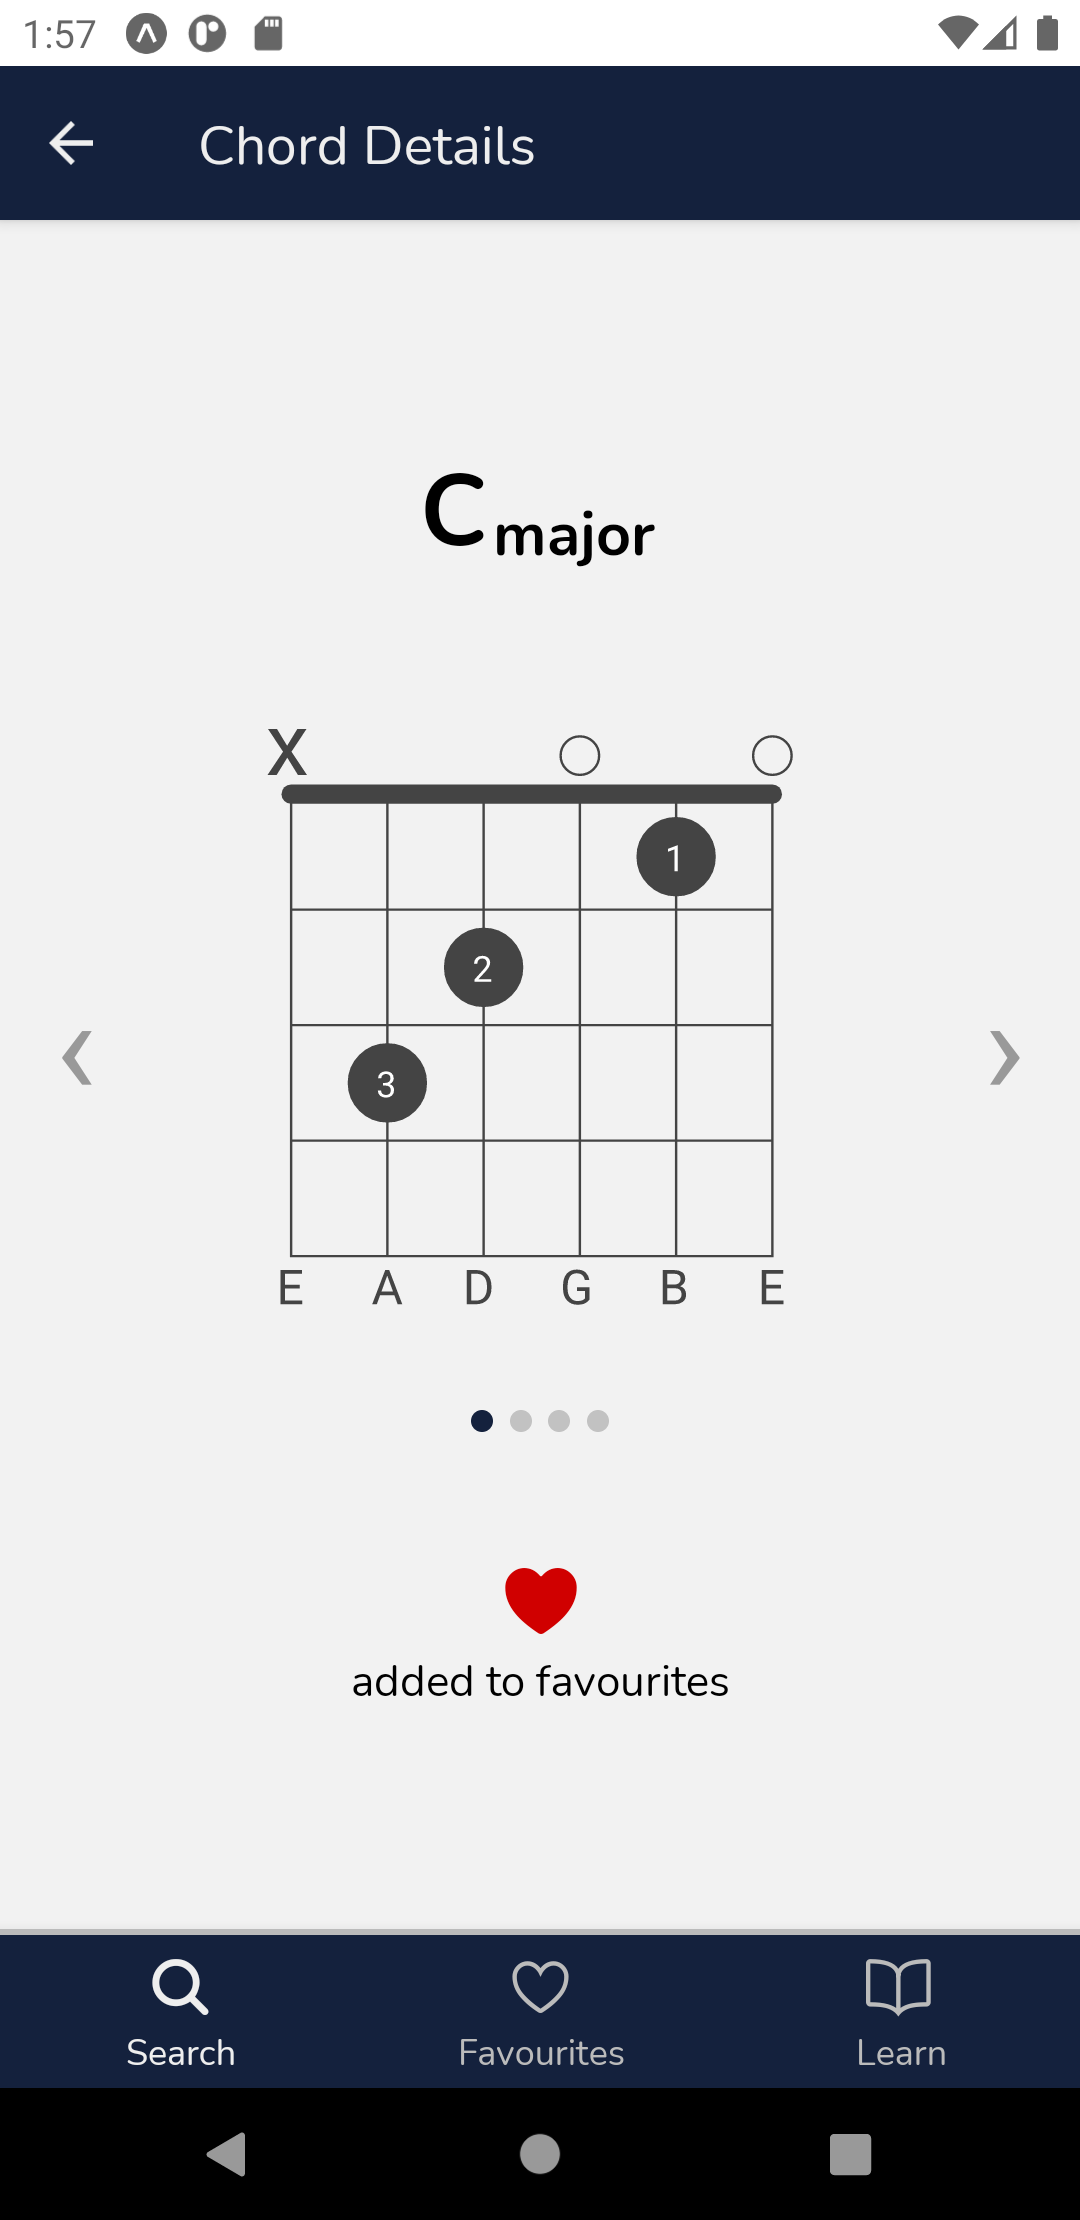 1:57
Chord Details
C major
X
1
2
3
E A D G B E
added to favourites
Search Favourites Learn